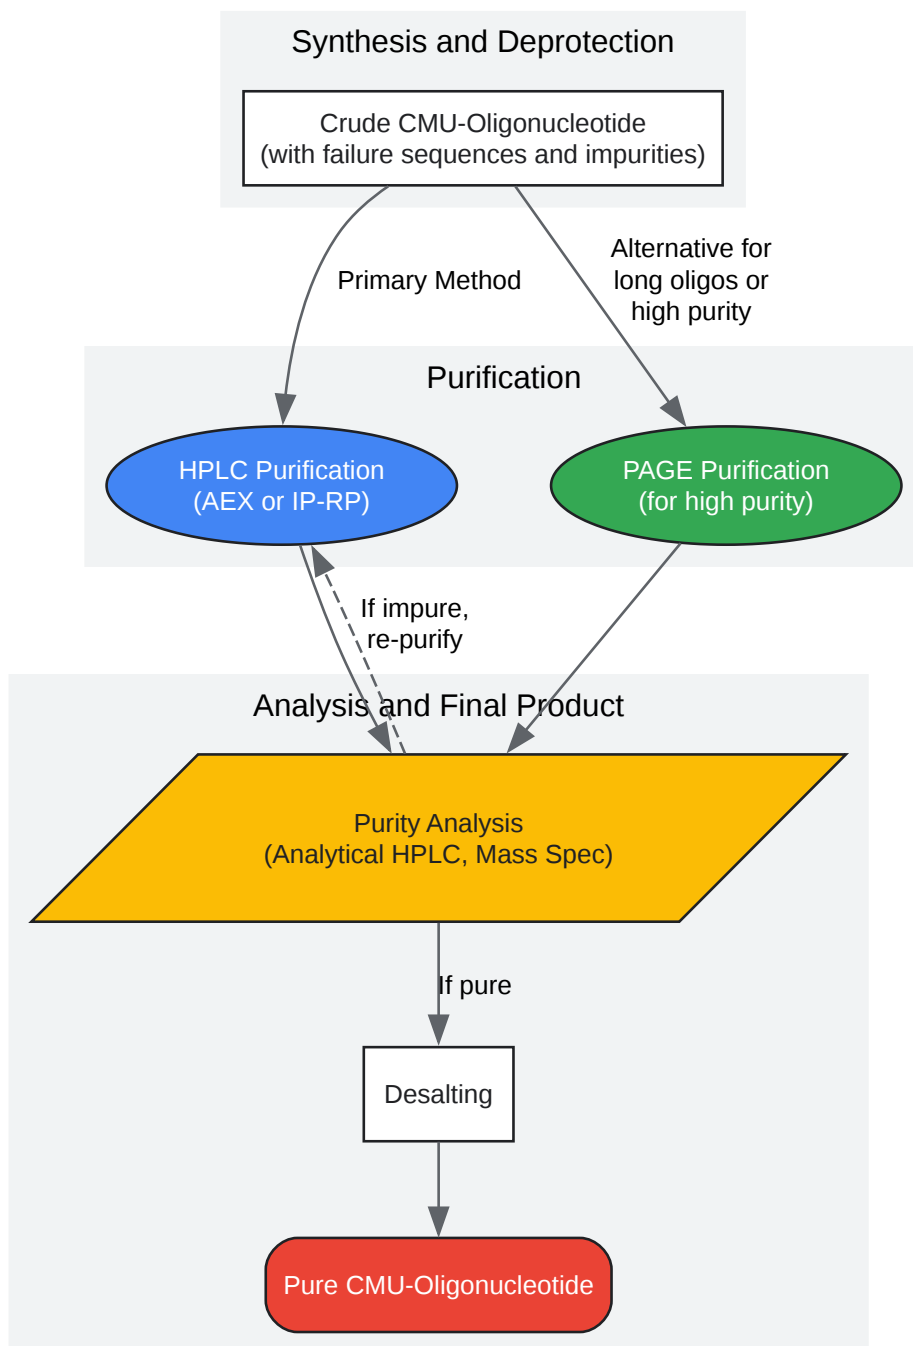 Synthesis and Deprotection
Crude CMU-Oligonucleotide
(with failure sequences and impurities)
Primary Method
Alternative for
long oligos or
high purity
Purification
HPLC Purification
(AEX or IP-RP)
PAGE Purification
(for high purity)
If impure,
re-purify
Analysis and Final Product
Purity Analysis
(Analytical HPLC, Mass Spec)
If pure
Desalting
Pure CMU-Oligonucleotide